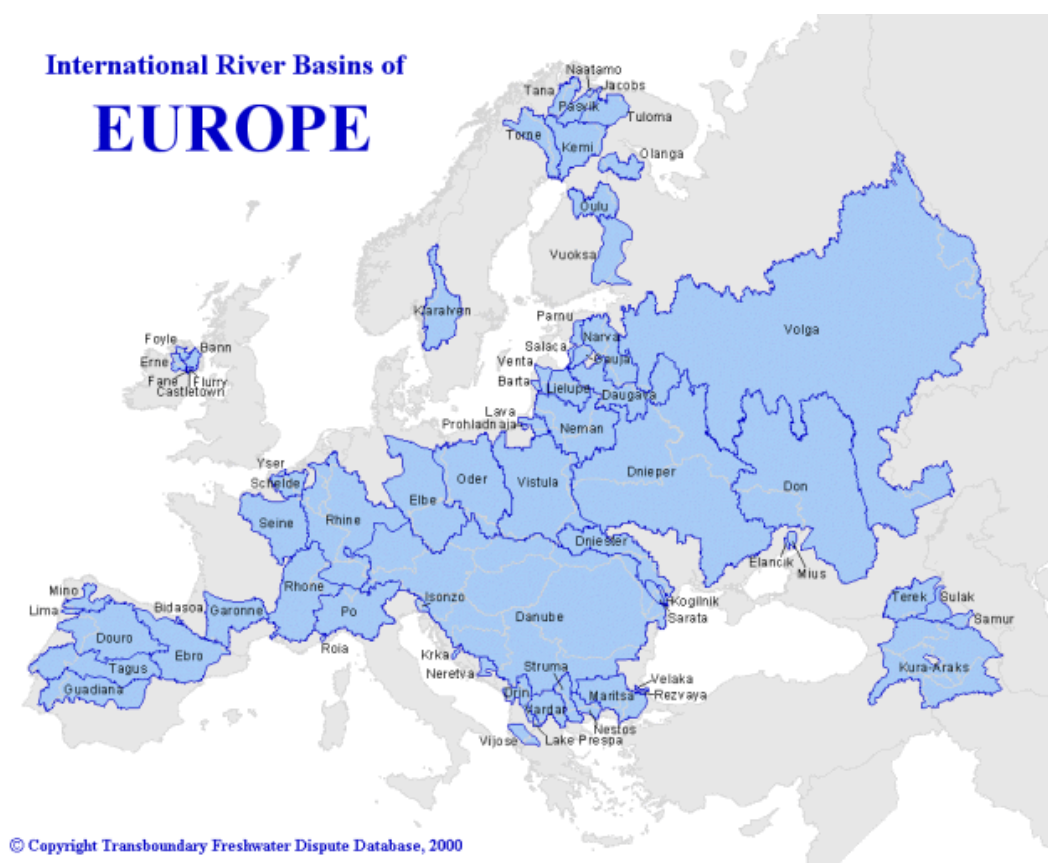 International River Basins of
EUROPE
Naatamo
Tana
Jacobs
Pasvik
Tuloma
Torne
Kemi
Olanga
Oulu
Vuoksa
Klaralven
Parnu
Narva
Volga
Foyle
Bann
Salaca
Gauja
Erne
Venta
Fane
Flurry
Barta
Lielupe
Castletown
Daugava
Lava
Prohladnaja
Neman
Yser
Schelde
Dnieper
Vistula
Oder
Don
Elbe
Seine
Rhine
Dniester
Elancik
Mius
Mino
Rhone
Isonzo
Terek
Sulak
Lima
Bidasoa
Garonne
Po
Kogilnik
Danube
Sarata
Samur
Douro
Roia
Ebro
Krka
Tagus
Struma
Kura-Araks
Neretva
Velaka
Guadiana
Drin
Maritsa
Rezvaya
Vardar
Nestos
Vijose
Lake Prespa
© Copyright Transboundary Freshwater Dispute Database, 2000